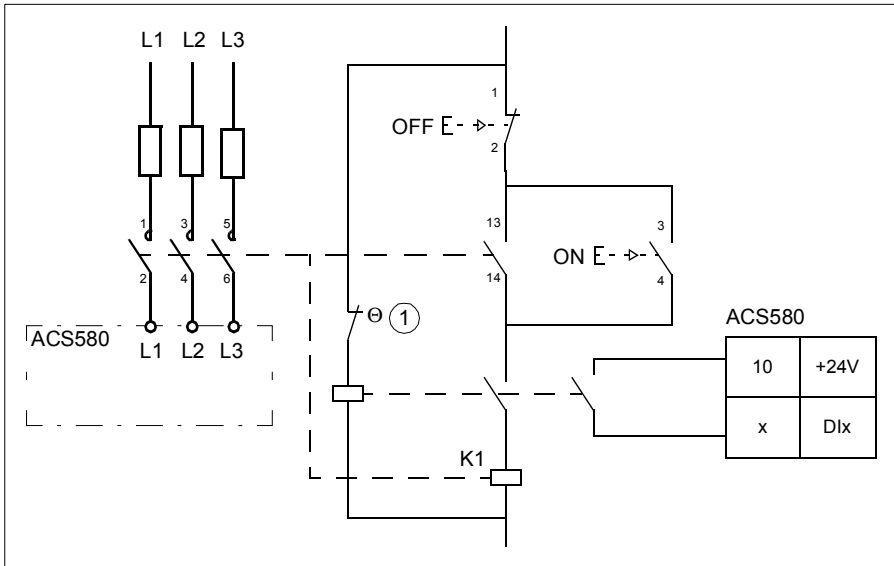 L1 L2 L3
1
OFF
2
1 3 5
13
3
2 4 6
14
ON
4
Θ 1
ACS580
ACS580
L1 L2 L3
10 +24V
x DIx
K1